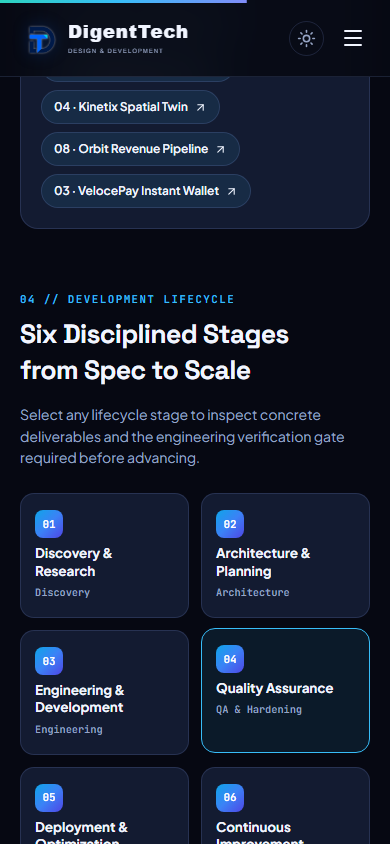 DigentTech
DESIGN & DEVELOPMENT
04 · Kinetix Spatial Twin
08 · Orbit Revenue Pipeline
03 · VelocePay Instant Wallet
04 // DEVELOPMENT LIFECYCLE
Six Disciplined Stages
from Spec to Scale
Select any lifecycle stage to inspect concrete
deliverables and the engineering verification gate
required before advancing.
01
Discovery &
Research
Discovery
02
Architecture &
Planning
Architecture
03
Engineering &
Development
Engineering
04
Quality Assurance
QA & Hardening
05
Deployment &
Optimization
06
Continuous
Improvement